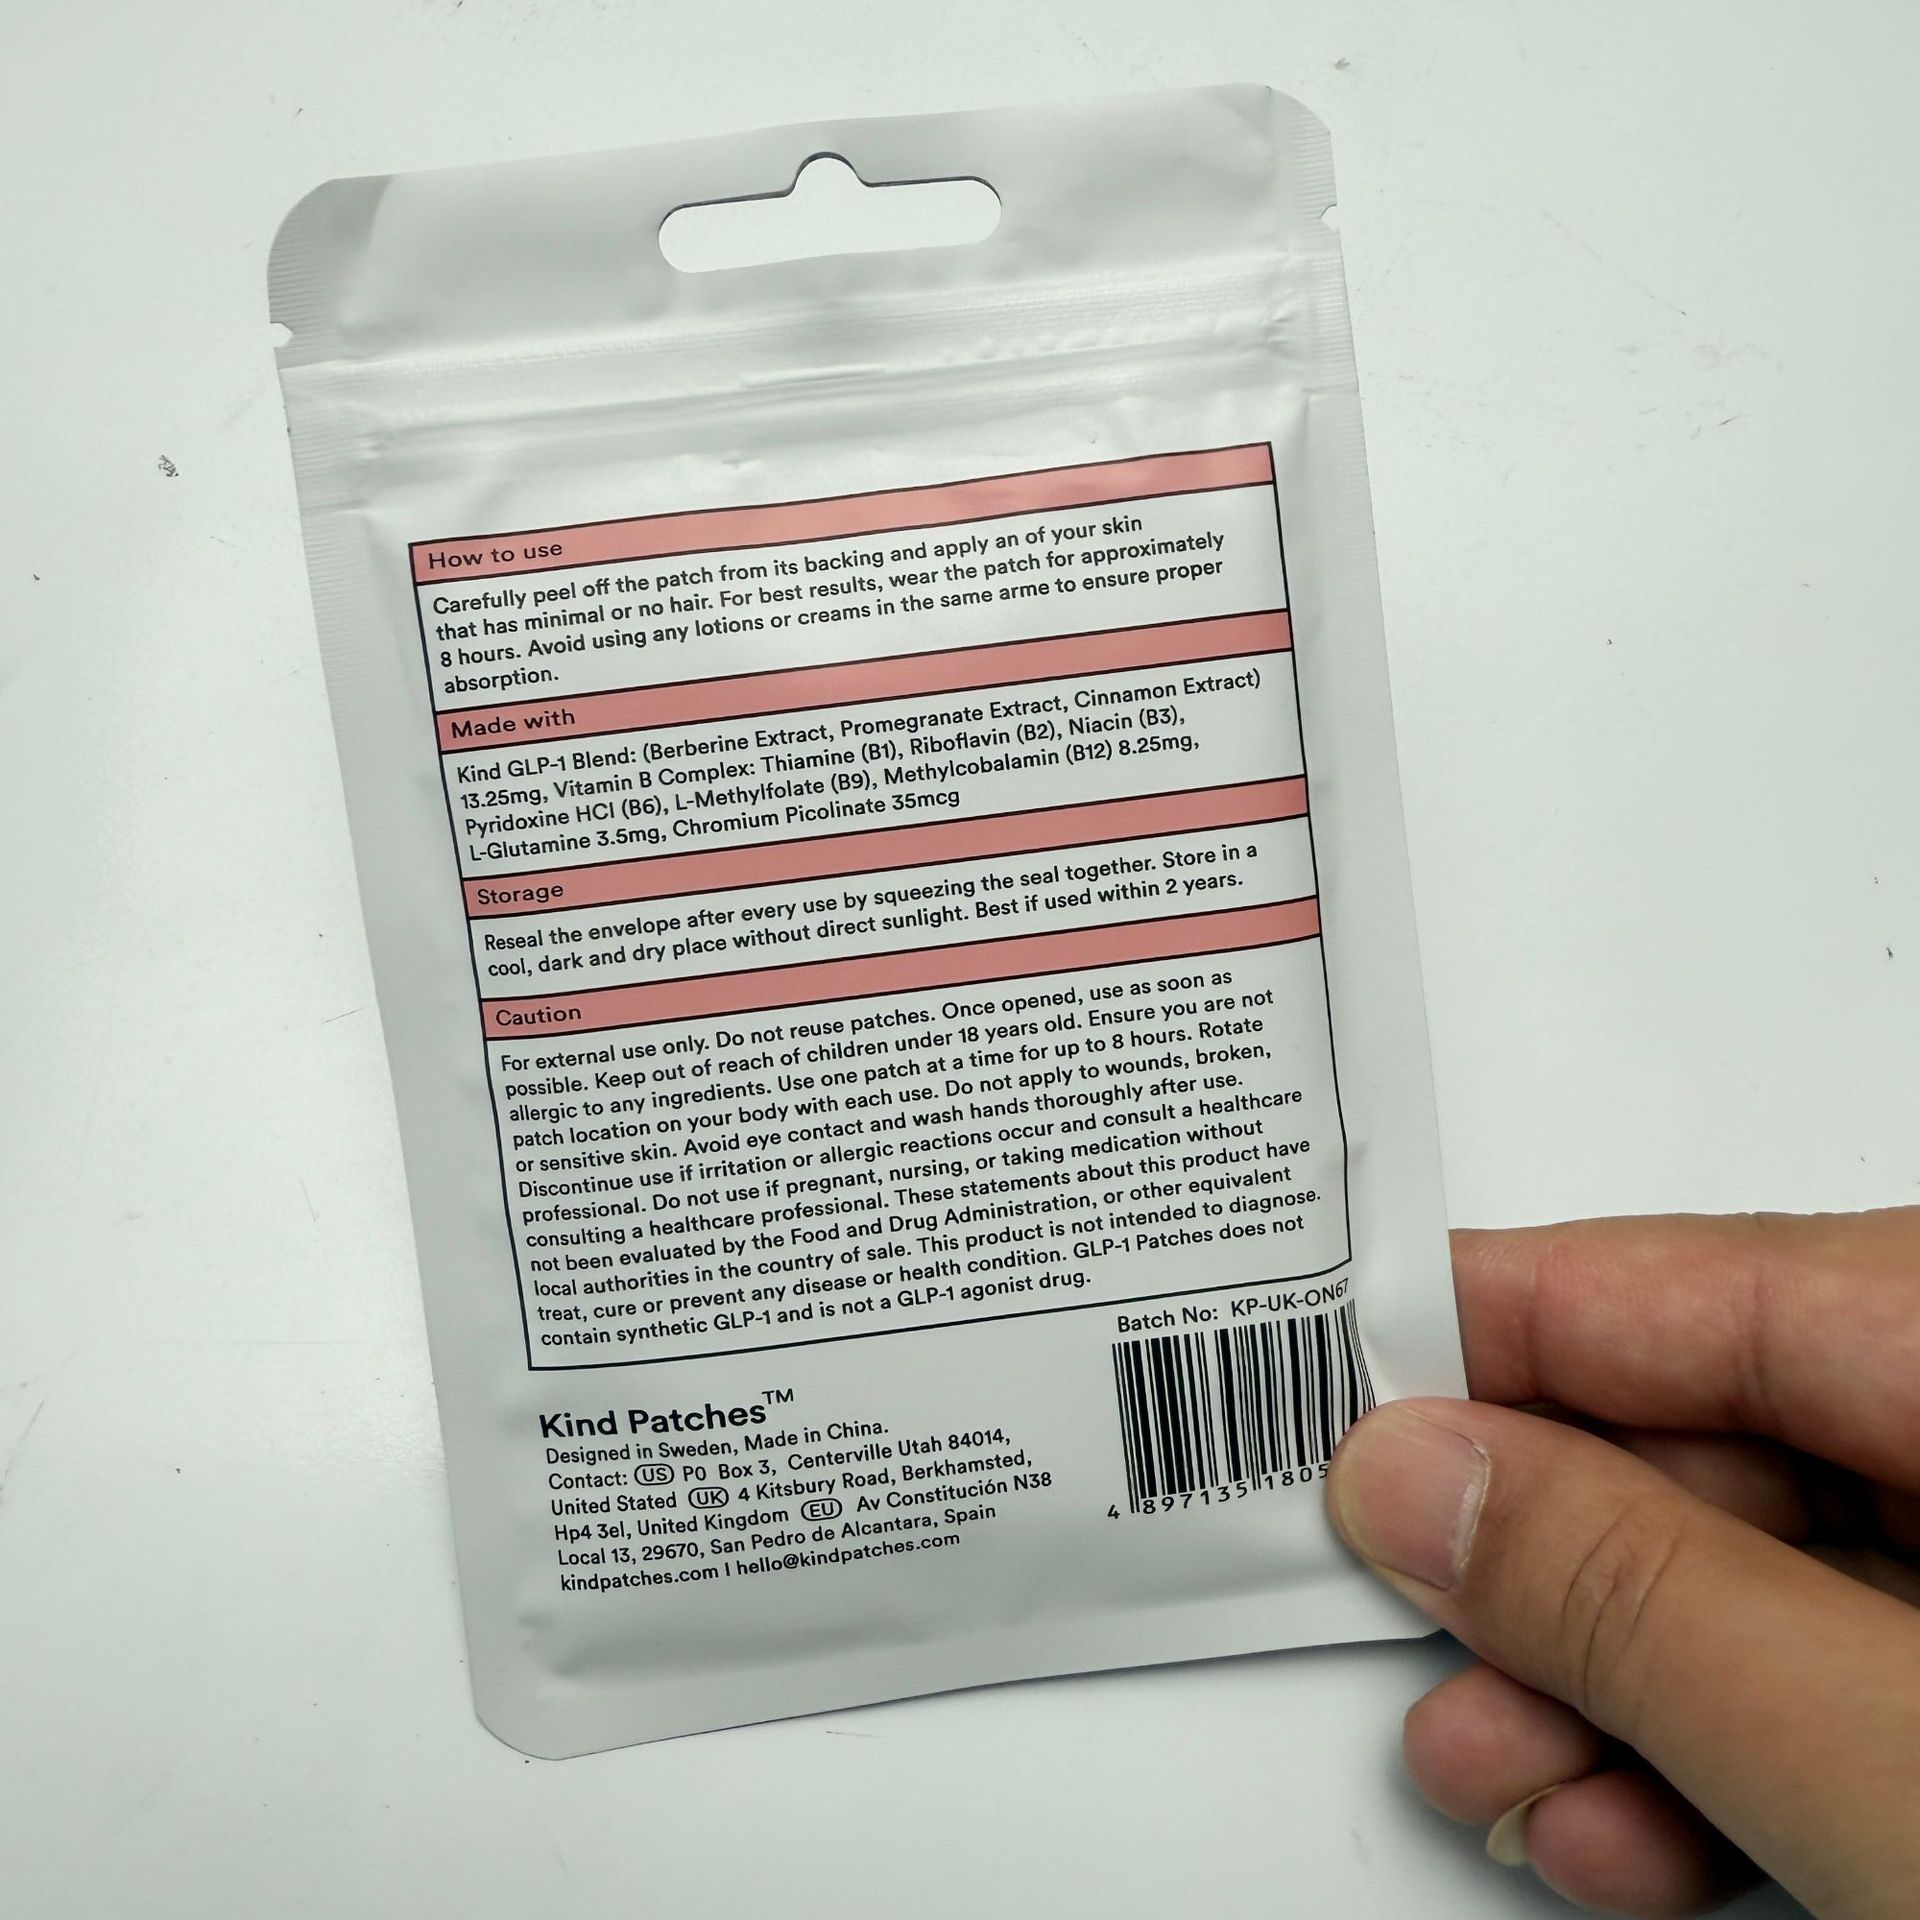 How to use
Carefully peel off the patch from its backing and apply an of your skin
that has minimal or no hair. For best results, wear the patch for approximately
8 hours. Avoid using any lotions or creams in the same arme to ensure proper
absorption.
Made with
Kind GLP-1 Blend: (Berberine Extract, Promegranate Extract, Cinnamon Extract)
13.25mg, Vitamin B Complex: Thiamine (B1), Riboflavin (B2), Niacin (B3),
Pyridoxine HCI (B6), L-Methylfolate (B9), Methylcobalamin (B12) 8.25mg,
L-Glutamine 3.5mg, Chromium Picolinate 35mcg
Storage
Reseal the envelope after every use by squeezing the seal together. Store in a
cool, dark and dry place without direct sunlight. Best if used within 2 years.
Caution
For external use only. Do not reuse patches. Once opened, use as soon as
possible. Keep out of reach of children under 18 years old. Ensure you are not
allergic to any ingredients. Use one patch at a time for up to 8 hours. Rotate
patch location on your body with each use. Do not apply to wounds, broken,
or sensitive skin. Avoid eye contact and wash hands thoroughly after use.
Discontinue use if irritation or allergic reactions occur and consult a healthcare
professional. Do not use if pregnant, nursing, or taking medication without
consulting a healthcare professional. These statements about this product have
not been evaluated by the Food and Drug Administration, or other equivalent
local authorities in the country of sale. This product is not intended to diagnose.
treat, cure or prevent any disease or health condition. GLP-1 Patches does not
contain synthetic GLP-1 and is not a GLP-1 agonist drug.
Batch No: KP-UK-ON67
4 897135 1805
Kind Patches™
Designed in Sweden, Made in China.
Contact: US PO Box 3, Centerville Utah 84014,
United Stated UK 4 Kitsbury Road, Berkhamsted,
Hp4 3el, United Kingdom EU Av Constitución N38
Local 13, 29670, San Pedro de Alcantara, Spain
kindpatches.com | hello@kindpatches.com